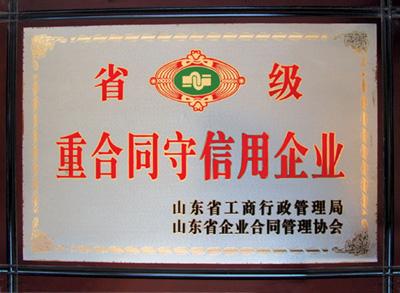 省 级
重合同守信用企业
山东省工商行政管理局
山东省企业合同管理协会